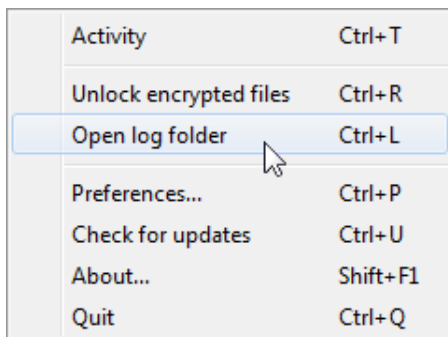 Activity Ctrl+T
Unlock encrypted files Ctrl+R
Open log folder Ctrl+L
Preferences... Ctrl+P
Check for updates Ctrl+U
About... Shift+F1
Quit Ctrl+Q